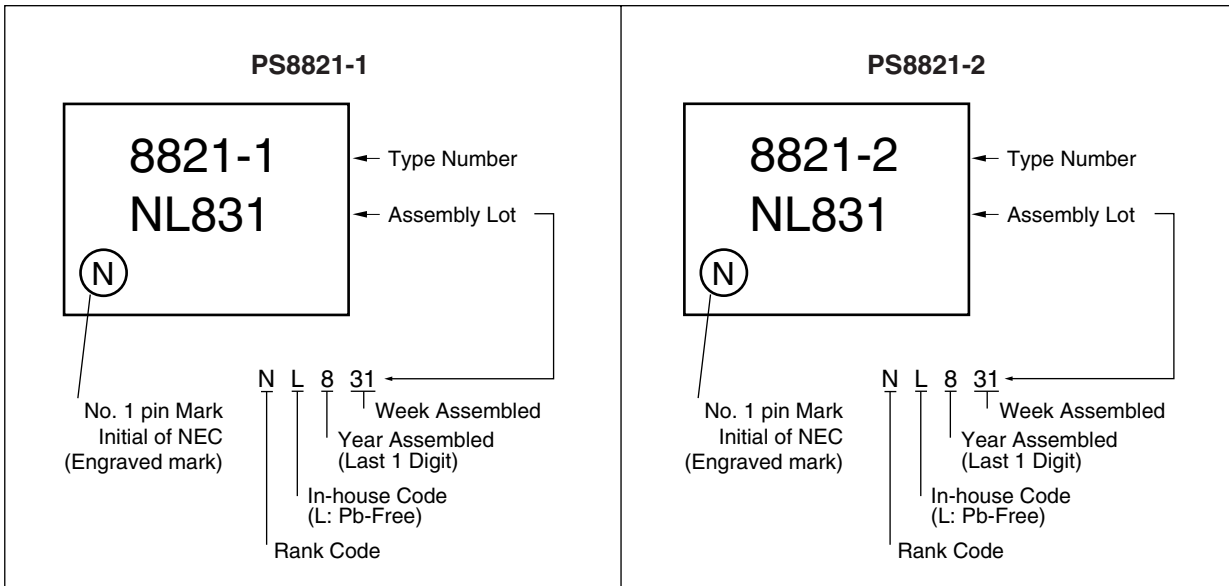 PS8821-1
8821-1
Type Number
NL831
Assembly Lot
N
N L 8 31
No. 1 pin Mark
Initial of NEC
(Engraved mark)
Week Assembled
Year Assembled
(Last 1 Digit)
In-house Code
(L: Pb-Free)
Rank Code
PS8821-2
8821-2
Type Number
NL831
Assembly Lot
N
N L 8 31
No. 1 pin Mark
Initial of NEC
(Engraved mark)
Week Assembled
Year Assembled
(Last 1 Digit)
In-house Code
(L: Pb-Free)
Rank Code